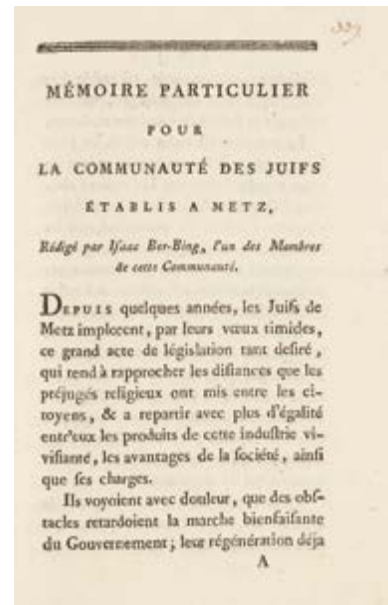 MÉMOIRE PARTICULIER
POUR
LA COMMUNAUTÉ DES JUIFS
ÉTABLIS A METZ,
Rédigé par Iſaac Ber-Bing, l'un des Membres
de cette Communauté.
DEPUIS quelques années, les Juifs de
Metz implorent, par leurs vœux timides,
ce grand acte de légiſlation tant deſiré,
qui tend à rapprocher les diſtances que les
préjugés religieux ont mis entre les ci-
toyens, & a repartir avec plus d'égalité
entr'eux les produits de cette induſtrie vi-
vifiante, les avantages de la ſociété, ainſi
que ſes charges.
Ils voyoient avec douleur, que des obſ-
tacles retardoient la marche bienfaiſante
du Gouvernement; leur régénération déja
A